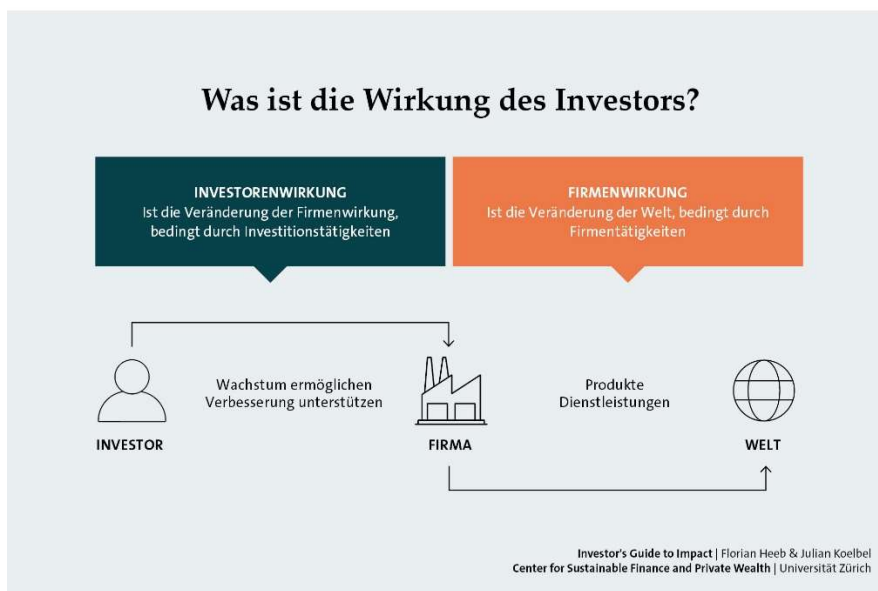 Was ist die Wirkung des Investors?
INVESTORENWIRKUNG
Ist die Veränderung der Firmenwirkung,
bedingt durch Investitionstätigkeiten
FIRMENWIRKUNG
Ist die Veränderung der Welt, bedingt durch
Firmentätigkeiten
Wachstum ermöglichen
Verbesserung unterstützen
Produkte
Dienstleistungen
INVESTOR
FIRMA
WELT
Investor's Guide to Impact | Florian Heeb & Julian Koelbel
Center for Sustainable Finance and Private Wealth | Universität Zürich